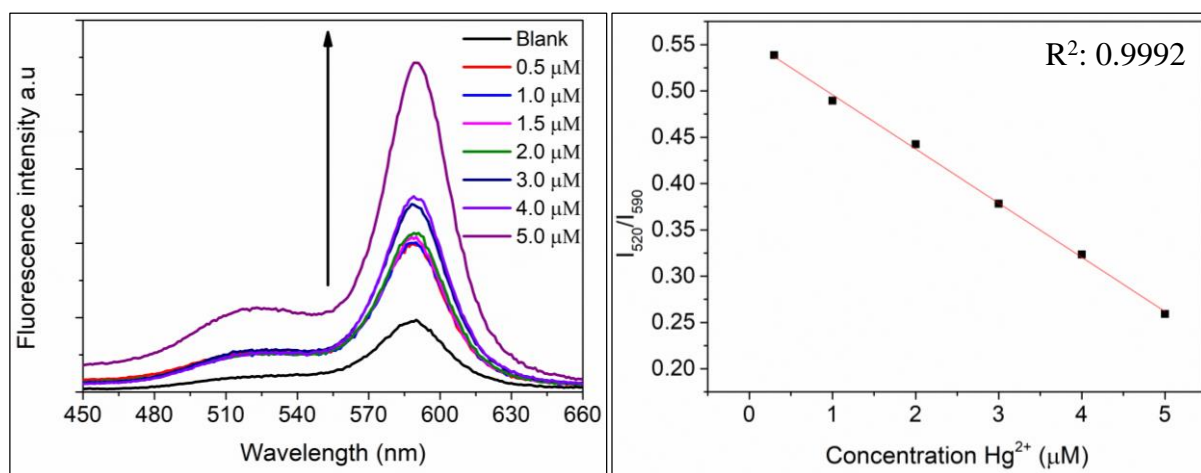 Fluorescence intensity a.u
Blank
0.5 μM
1.0 μM
1.5 μM
2.0 μM
3.0 μM
4.0 μM
5.0 μM
450 480 510 540 570 600 630 660
Wavelength (nm)
R²: 0.9992
I₅₂₀/I₅₉₀
0.55
0.50
0.45
0.40
0.35
0.30
0.25
0.20
0 1 2 3 4 5
Concentration Hg²⁺ (μM)